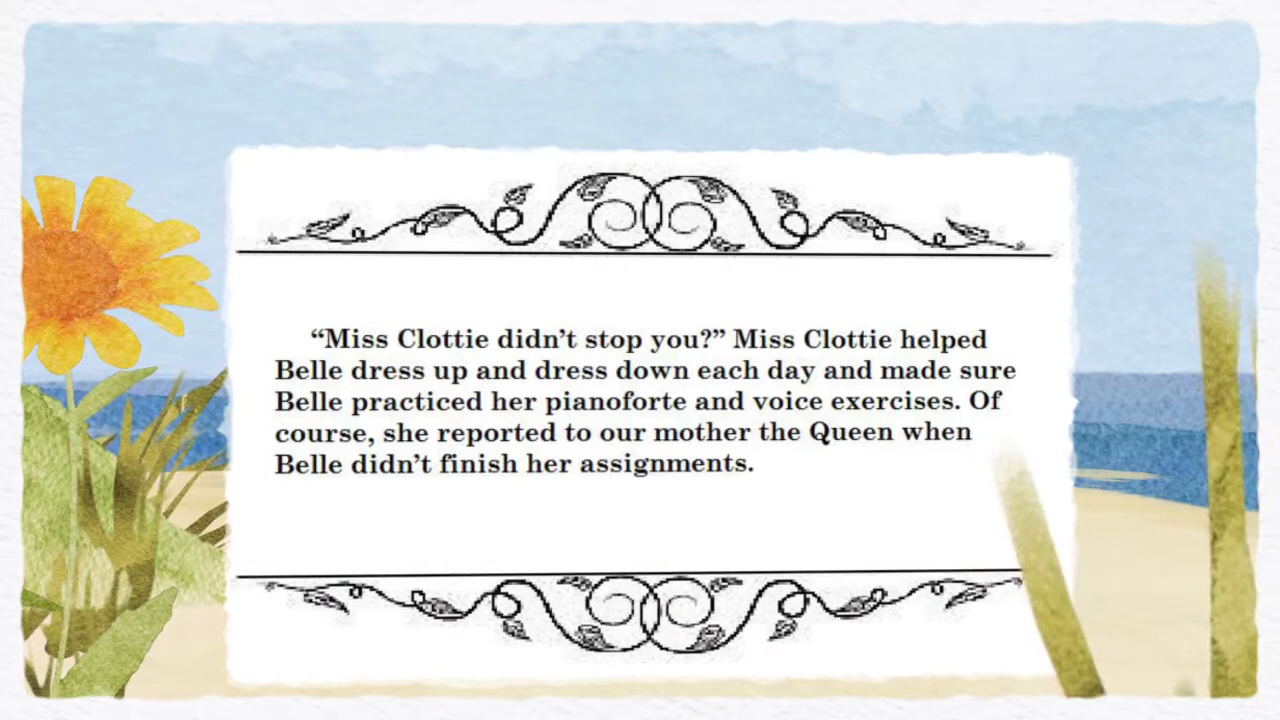 “Miss Clottie didn’t stop you?” Miss Clottie helped
Belle dress up and dress down each day and made sure
Belle practiced her pianoforte and voice exercises. Of
course, she reported to our mother the Queen when
Belle didn’t finish her assignments.